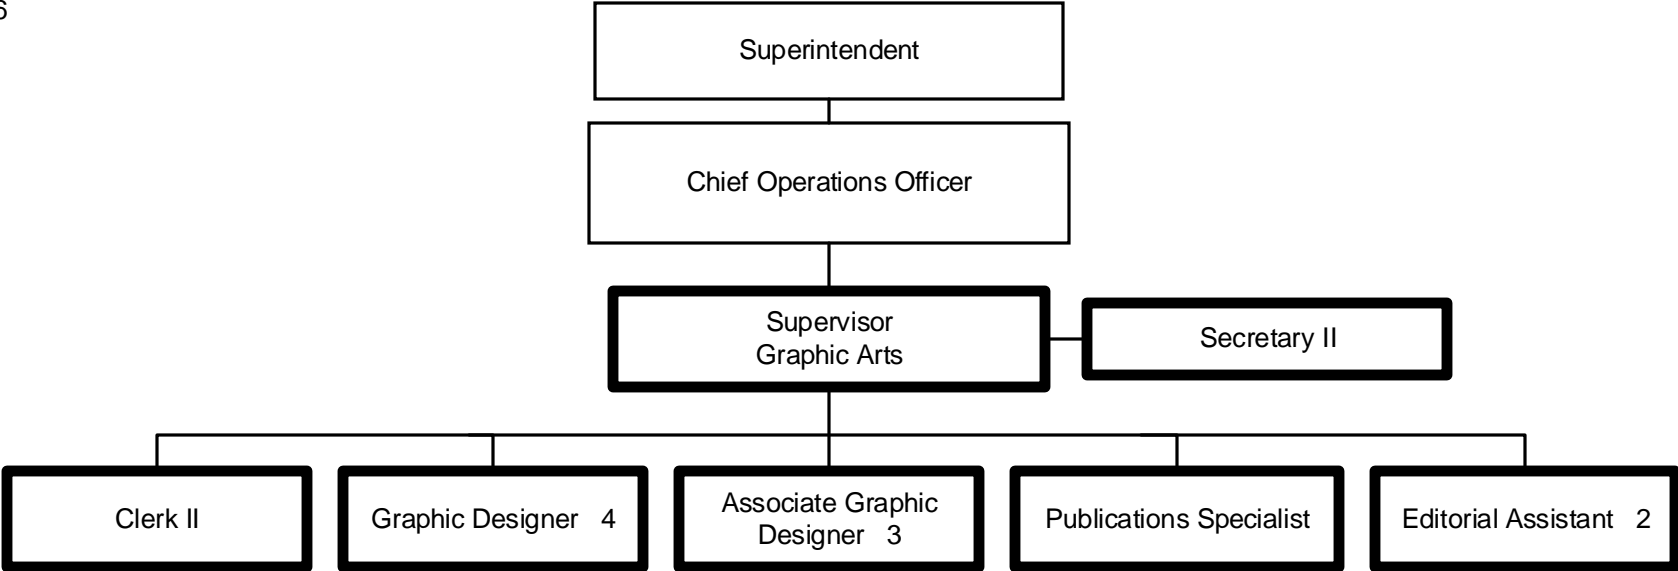 6
Superintendent
Chief Operations Officer
Supervisor
Graphic Arts
Secretary II
Clerk II
Graphic Designer 4
Associate Graphic
Designer 3
Publications Specialist
Editorial Assistant 2